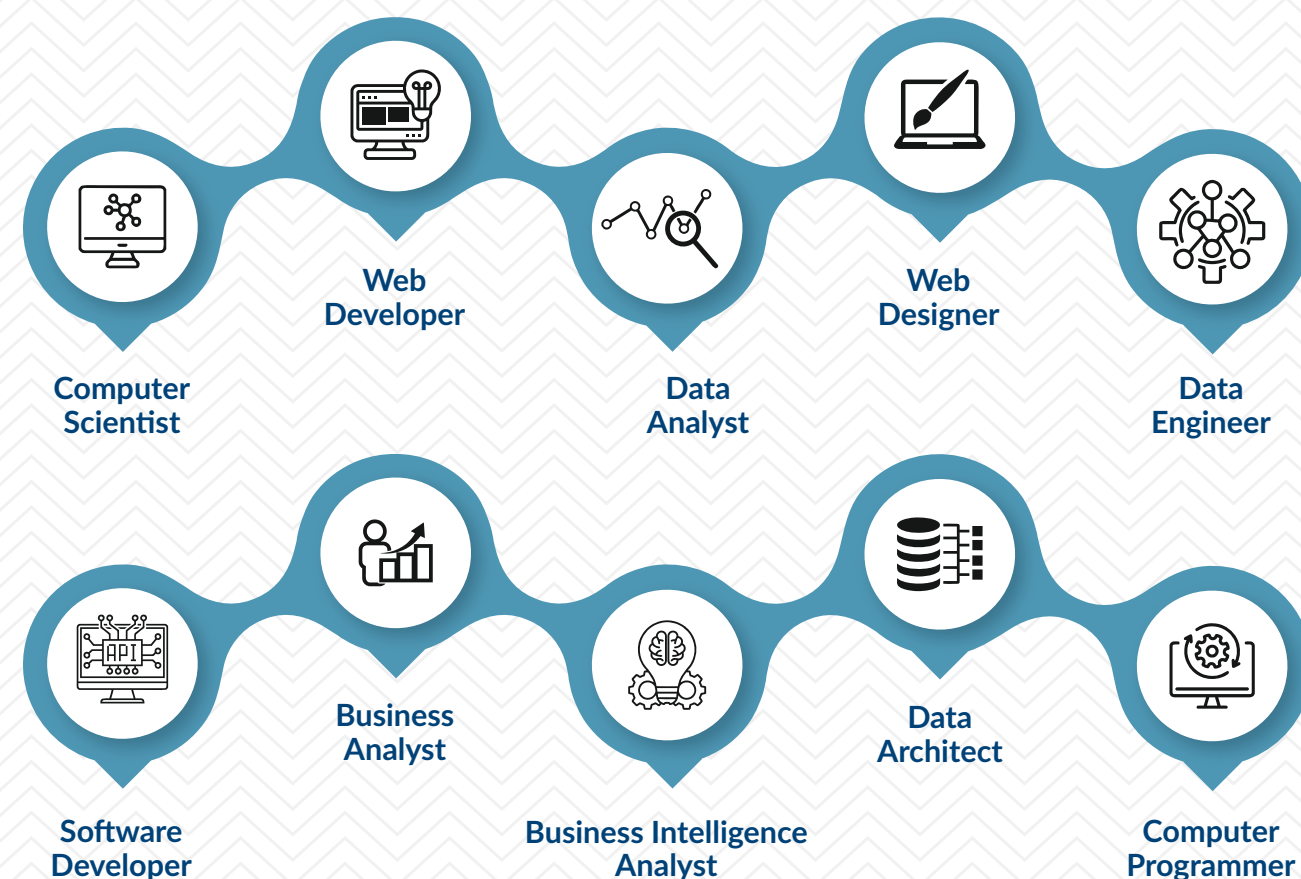 Web
Developer
Web
Designer
Computer
Scientist
Data
Analyst
Data
Engineer
API
Business
Analyst
Data
Architect
Software
Developer
Business Intelligence
Analyst
Computer
Programmer